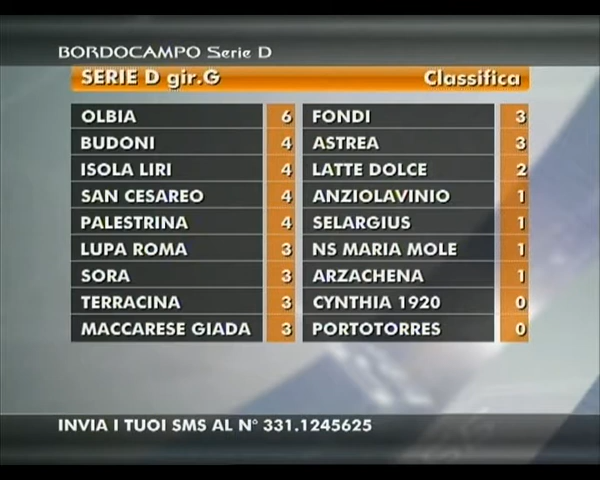 BORDOCAMPO Serie D
SERIE D gir.G Classifica
OLBIA 6
BUDONI 4
ISOLA LIRI 4
SAN CESAREO 4
PALESTRINA 4
LUPA ROMA 3
SORA 3
TERRACINA 3
MACCARESE GIADA 3
FONDI 3
ASTREA 3
LATTE DOLCE 2
ANZIOLAVINIO 1
SELARGIUS 1
NS MARIA MOLE 1
ARZACHENA 1
CYNTHIA 1920 0
PORTOTORRES 0
INVIA I TUOI SMS AL N° 331.1245625